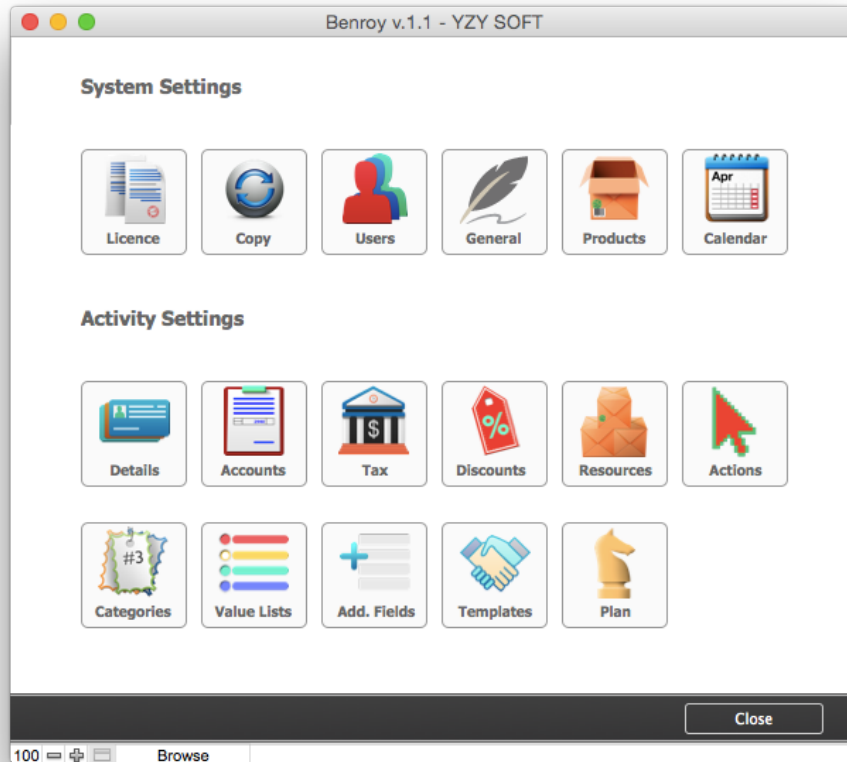 Benroy v.1.1 - YZY SOFT
System Settings
Apr
Licence Copy Users General Products Calendar
Activity Settings
$ %
Details Accounts Tax Discounts Resources Actions
#3
Categories Value Lists Add. Fields Templates Plan
Close
100 Browse